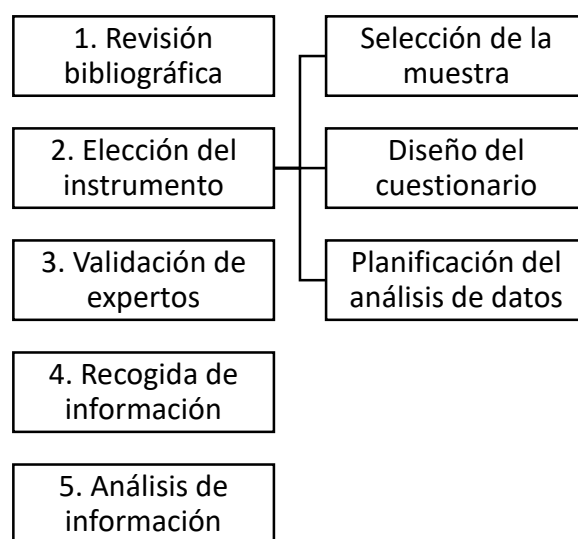 1. Revisión
bibliográfica
2. Elección del
instrumento
3. Validación de
expertos
4. Recogida de
información
5. Análisis de
información
Selección de la
muestra
Diseño del
cuestionario
Planificación del
análisis de datos